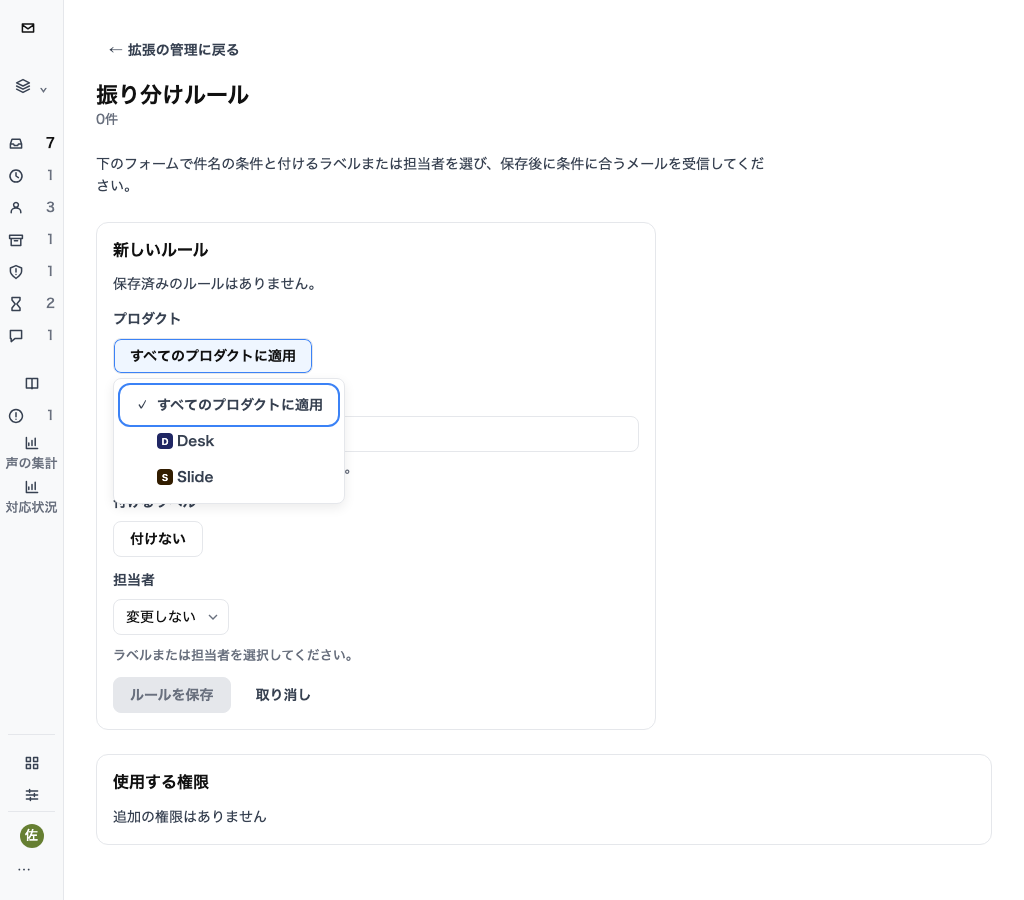 ← 拡張の管理に戻る
振り分けルール
0件
下のフォームで件名の条件と付けるラベルまたは担当者を選び、保存後に条件に合うメールを受信してくだ
さい。
7
1
3
1
1
2
1
1
声の集計
対応状況
佐
…
新しいルール
保存済みのルールはありません。
プロダクト
すべてのプロダクトに適用
✓ すべてのプロダクトに適用
D Desk
S Slide
。
付けるラベル
付けない
担当者
変更しない
ラベルまたは担当者を選択してください。
ルールを保存 取り消し
使用する権限
追加の権限はありません